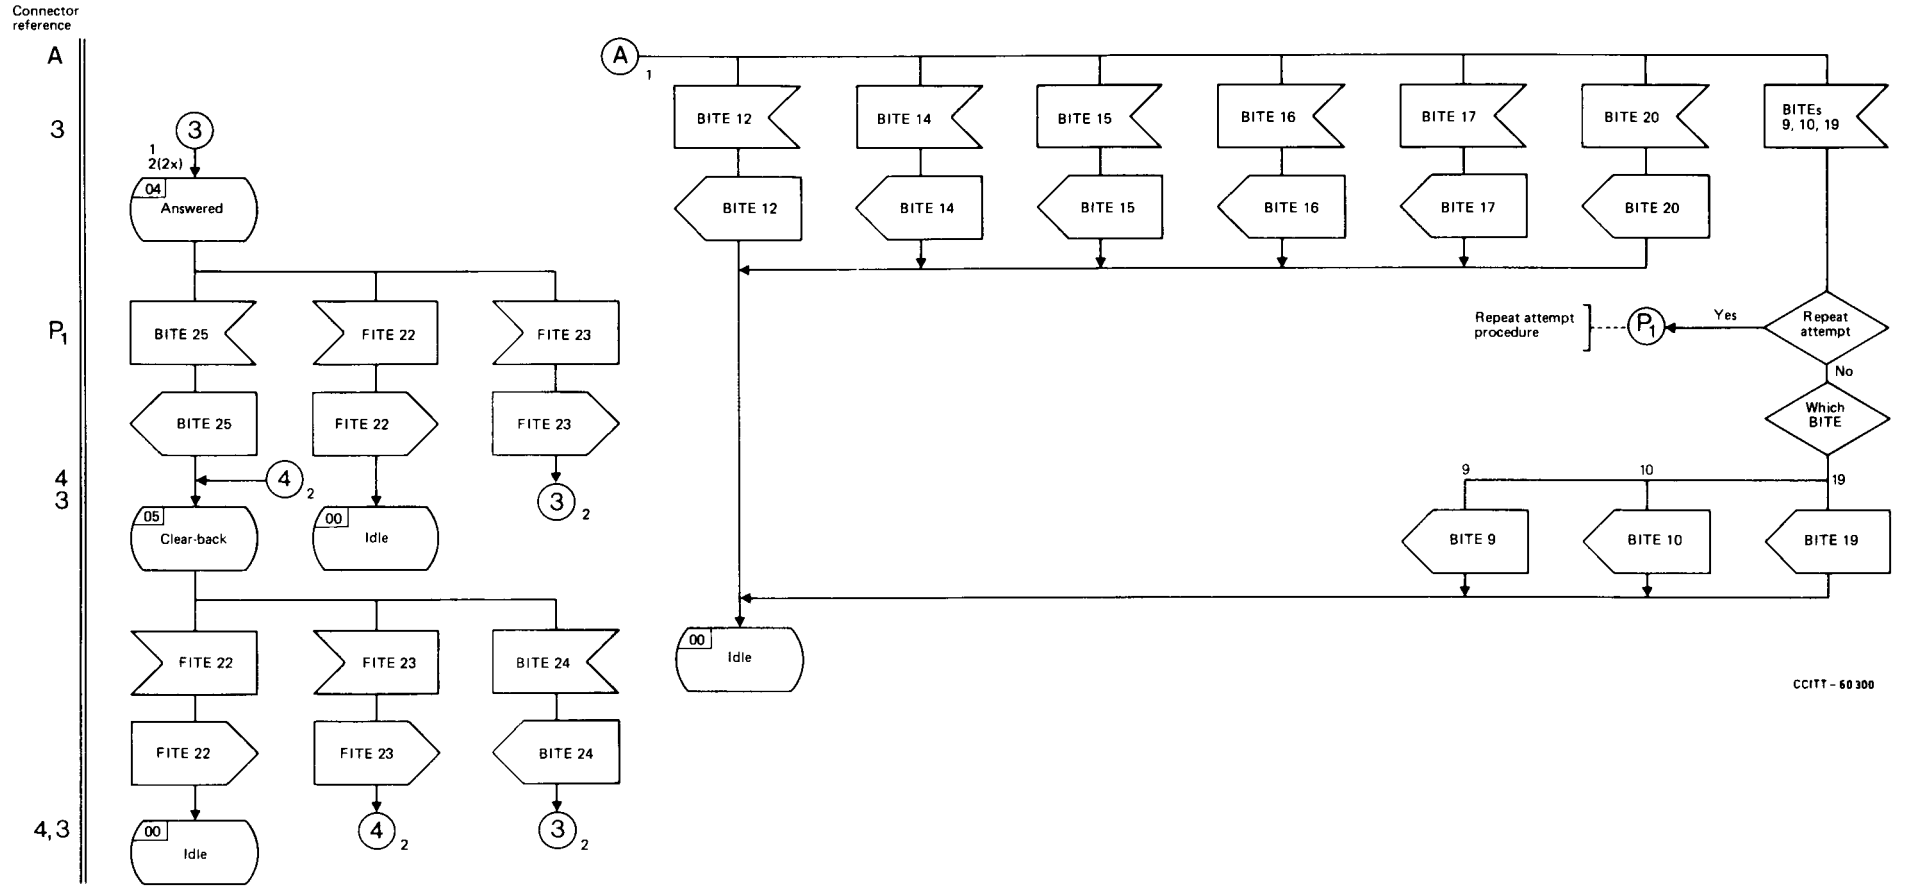 Connector
reference
A
3
P1
4
3
4,3
3
1
2(2x)
04
Answered
BITE 25
FITE 22
FITE 23
BITE 25
FITE 22
FITE 23
4
2
3
2
05
Clear-back
00
Idle
FITE 22
FITE 23
BITE 24
FITE 22
FITE 23
BITE 24
4
2
3
2
00
Idle
A
1
BITE 12
BITE 14
BITE 15
BITE 16
BITE 17
BITE 20
BITEs
9, 10, 19
BITE 12
BITE 14
BITE 15
BITE 16
BITE 17
BITE 20
Repeat attempt
procedure
P1
Yes
Repeat
attempt
No
Which
BITE
9
10
19
BITE 9
BITE 10
BITE 19
00
Idle
CCITT – 60 300